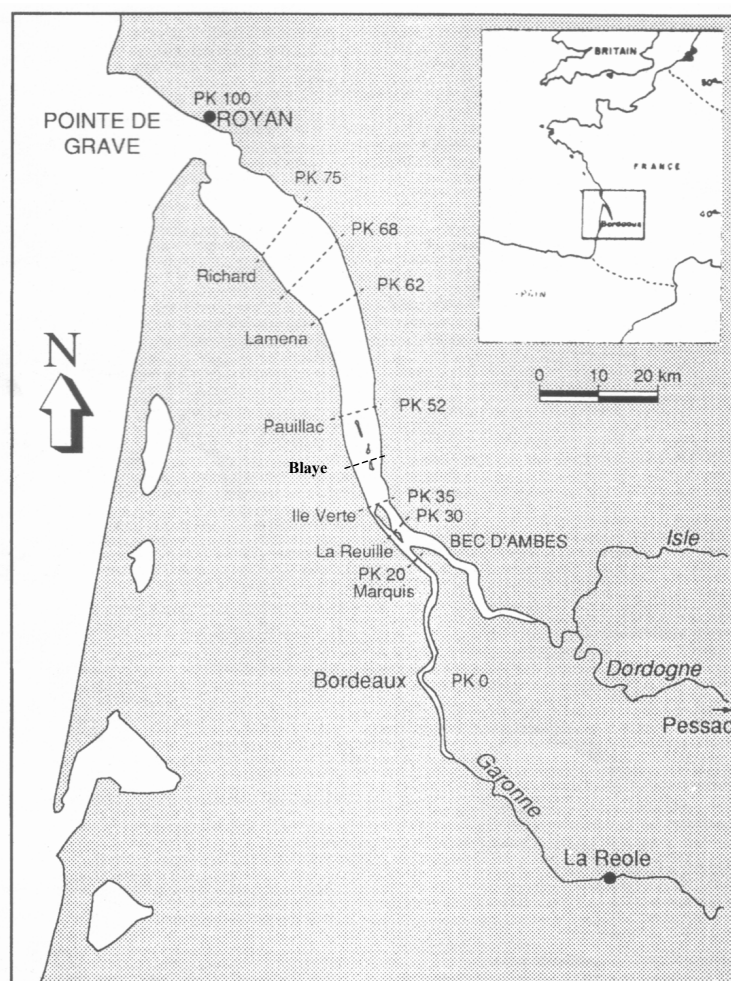 PK 100
ROYAN
POINTE DE
GRAVE
PK 75
PK 68
Richard
PK 62
Lamena
N
PK 52
Pauillac
Blaye
PK 35
Ile Verte
PK 30
BEC D'AMBES
Isle
La Reuille
PK 20
Marquis
Bordeaux
PK 0
Dordogne
Pessac
Garonne
La Reole
BRITAIN
FRANCE
Bordeaux
0 10 20 km